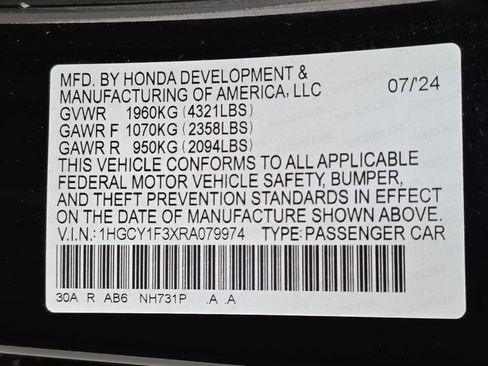 MFD. BY HONDA DEVELOPMENT &
MANUFACTURING OF AMERICA, LLC 07/'24
GVWR 1960KG (4321LBS)
GAWR F 1070KG (2358LBS)
GAWR R 950KG (2094LBS)
THIS VEHICLE CONFORMS TO ALL APPLICABLE
FEDERAL MOTOR VEHICLE SAFETY, BUMPER,
AND THEFT PREVENTION STANDARDS IN EFFECT
ON THE DATE OF MANUFACTURE SHOWN ABOVE.
V.I.N.: 1HGCY1F3XRA079974 TYPE:PASSENGER CAR
30A R AB6 NH731P .A .A